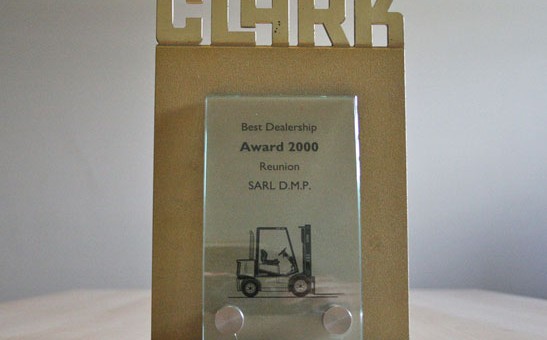 CLARK
Best Dealership
Award 2000
Reunion
SARL D.M.P.